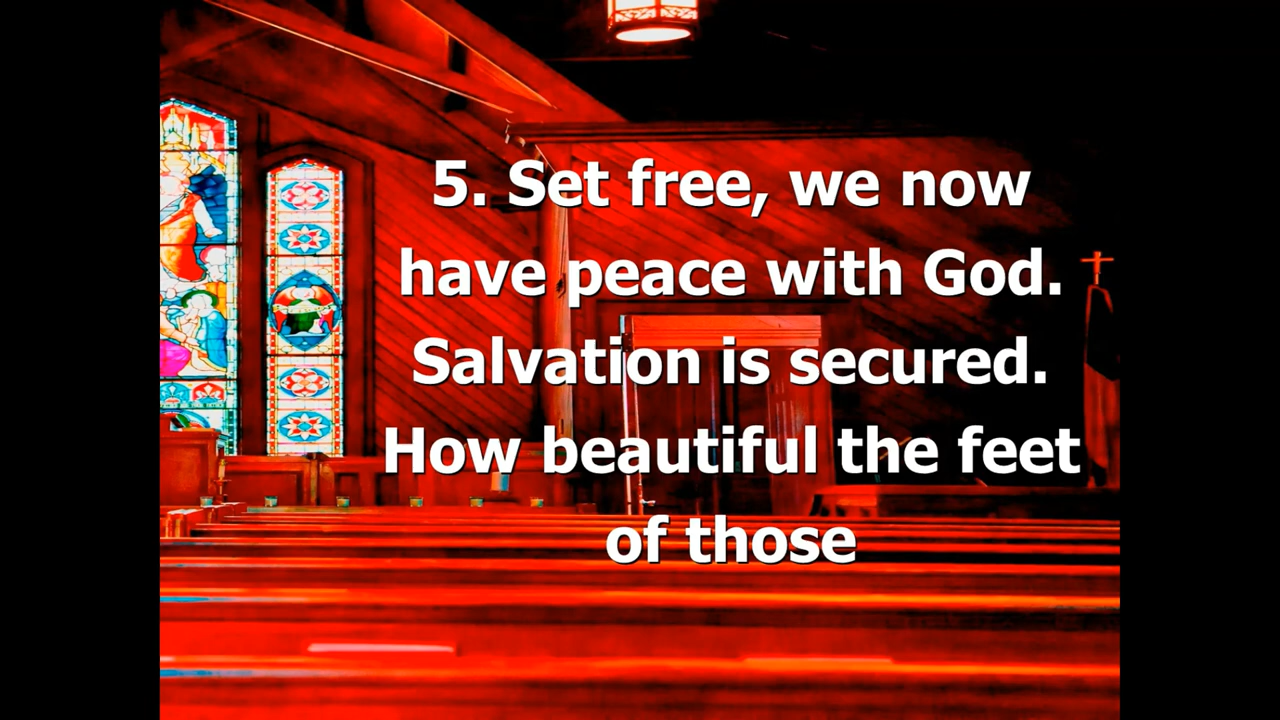 5. Set free, we now
have peace with God.
Salvation is secured.
How beautiful the feet
of those